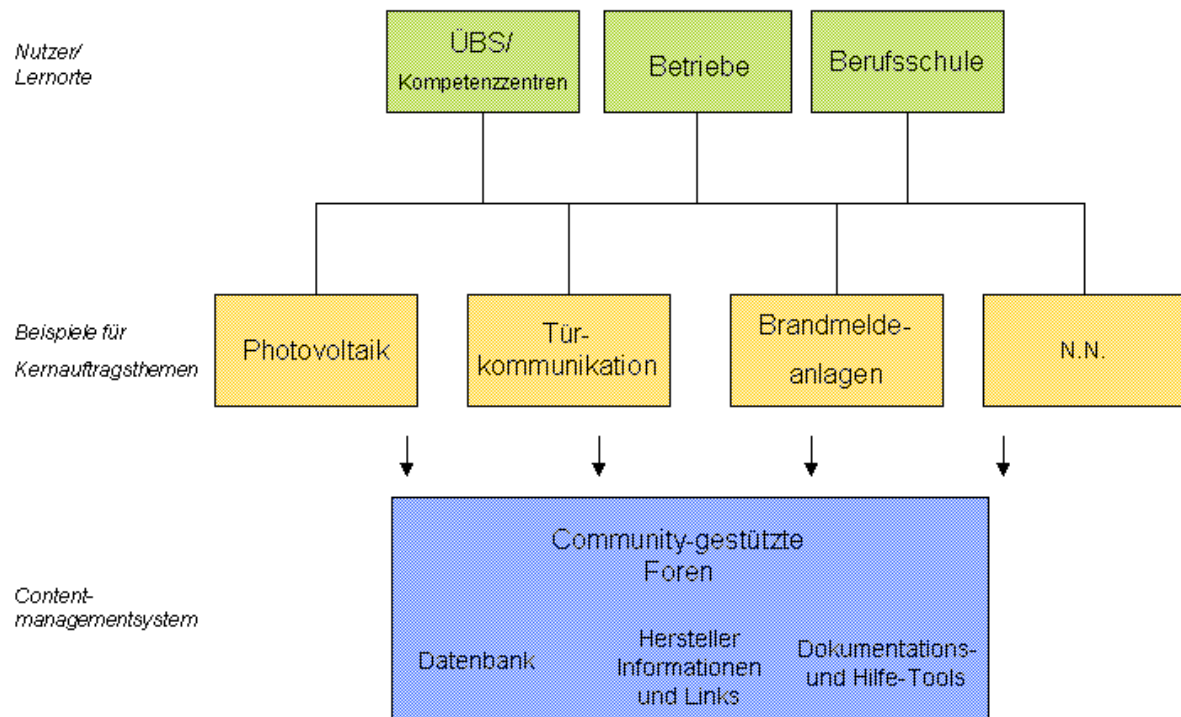 Nutzer/
Lernorte
ÜBS/
Kompetenzzentren
Betriebe
Berufsschule
Beispiele für
Kernauftragsthemen
Photovoltaik
Tür-
kommunikation
Brandmelde-
anlagen
N.N.
Content-
managementsystem
Community-gestützte
Foren
Datenbank
Hersteller
Informationen
und Links
Dokumentations-
und Hilfe-Tools